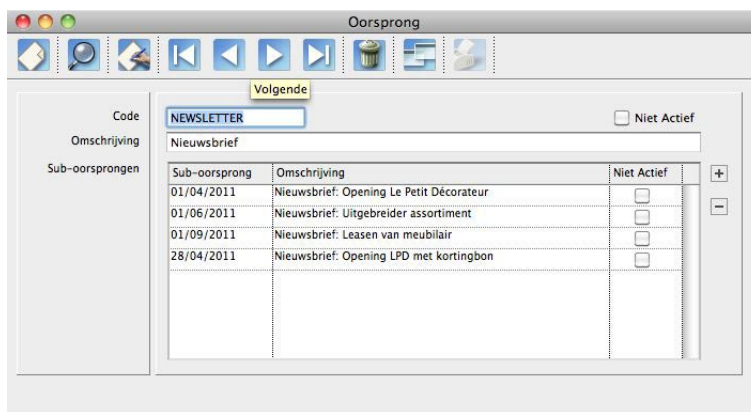 Oorsprong
Volgende
Code NEWSLETTER Niet Actief
Omschrijving Nieuwsbrief
Sub-oorsprongen Sub-oorsprong Omschrijving Niet Actief +
01/04/2011 Nieuwsbrief: Opening Le Petit Décorateur
01/06/2011 Nieuwsbrief: Uitgebreider assortiment –
01/09/2011 Nieuwsbrief: Leasen van meubilair
28/04/2011 Nieuwsbrief: Opening LPD met kortingbon